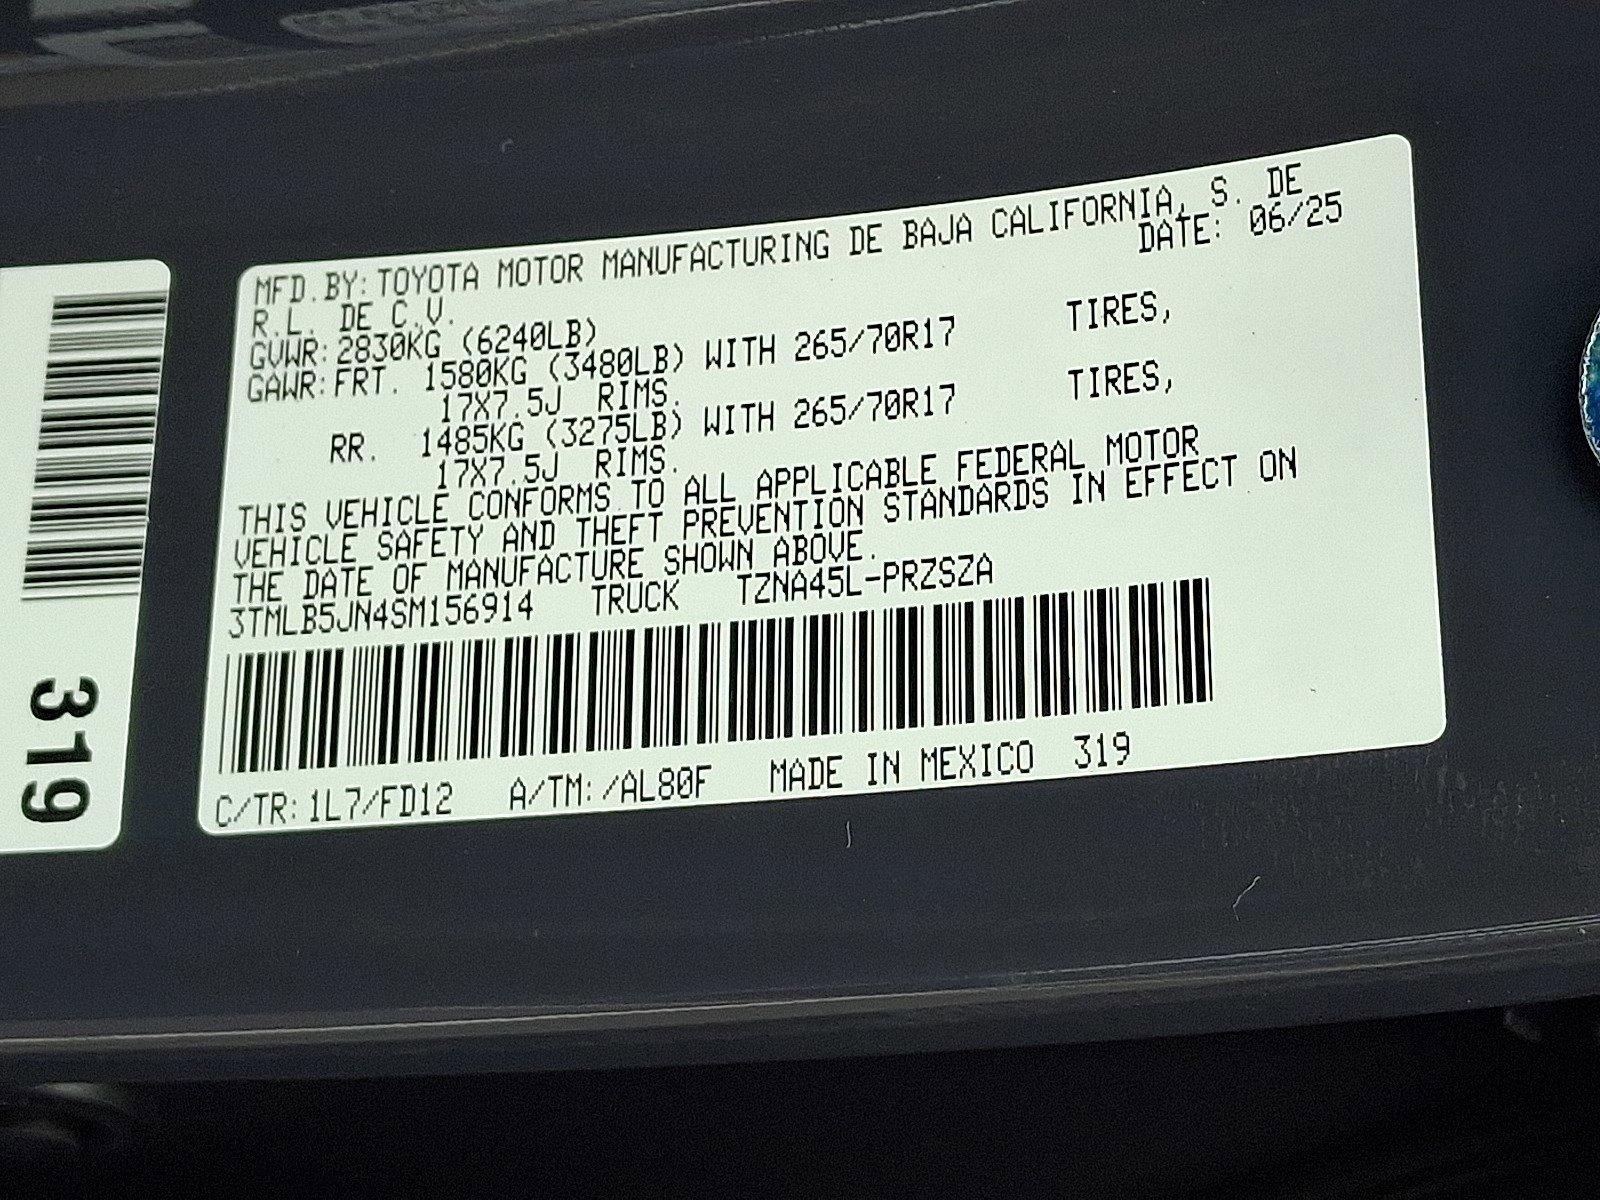 MFD.BY:TOYOTA MOTOR MANUFACTURING DE BAJA CALIFORNIA, S. DE
R.L. DE C.V. DATE: 06/25
GVWR:2830KG (6240LB)
GAWR:FRT. 1580KG (3480LB) WITH 265/70R17 TIRES,
17X7.5J RIMS.
RR. 1485KG (3275LB) WITH 265/70R17 TIRES,
17X7.5J RIMS.
THIS VEHICLE CONFORMS TO ALL APPLICABLE FEDERAL MOTOR
VEHICLE SAFETY AND THEFT PREVENTION STANDARDS IN EFFECT ON
THE DATE OF MANUFACTURE SHOWN ABOVE.
3TMLB5JN4SM156914 TRUCK TZNA45L-PRZSZA
C/TR:1L7/FD12 A/TM:/AL80F MADE IN MEXICO 319
319